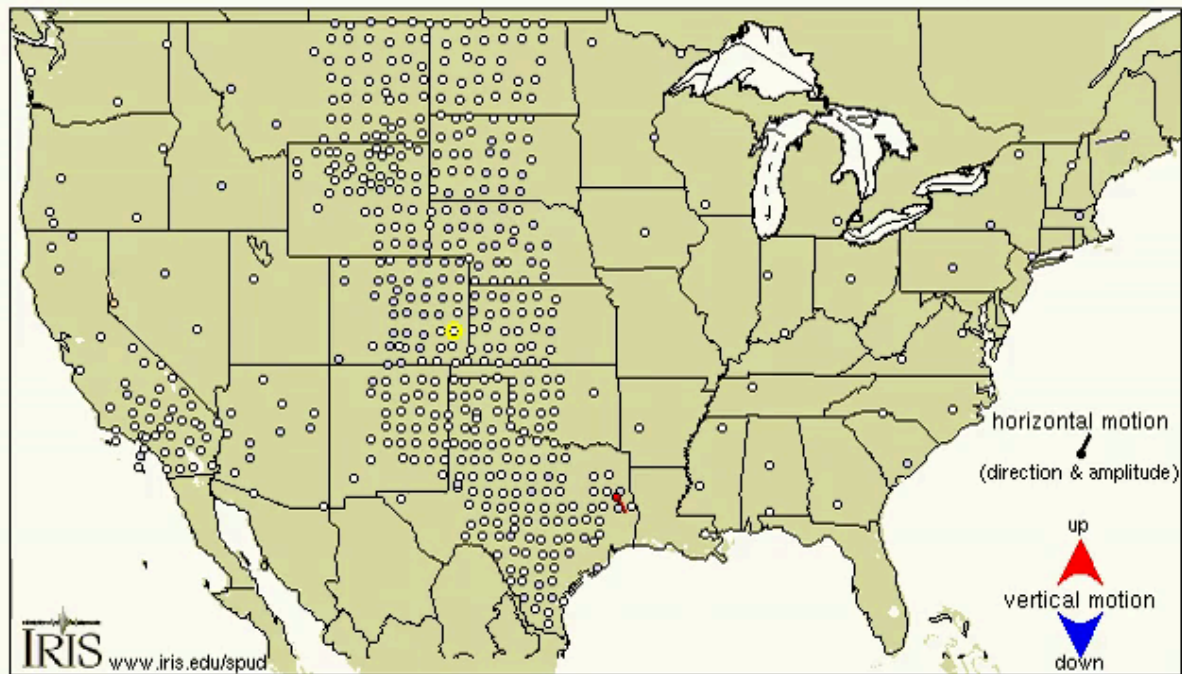 horizontal motion
(direction & amplitude)
up
vertical motion
down
IRIS www.iris.edu/spud